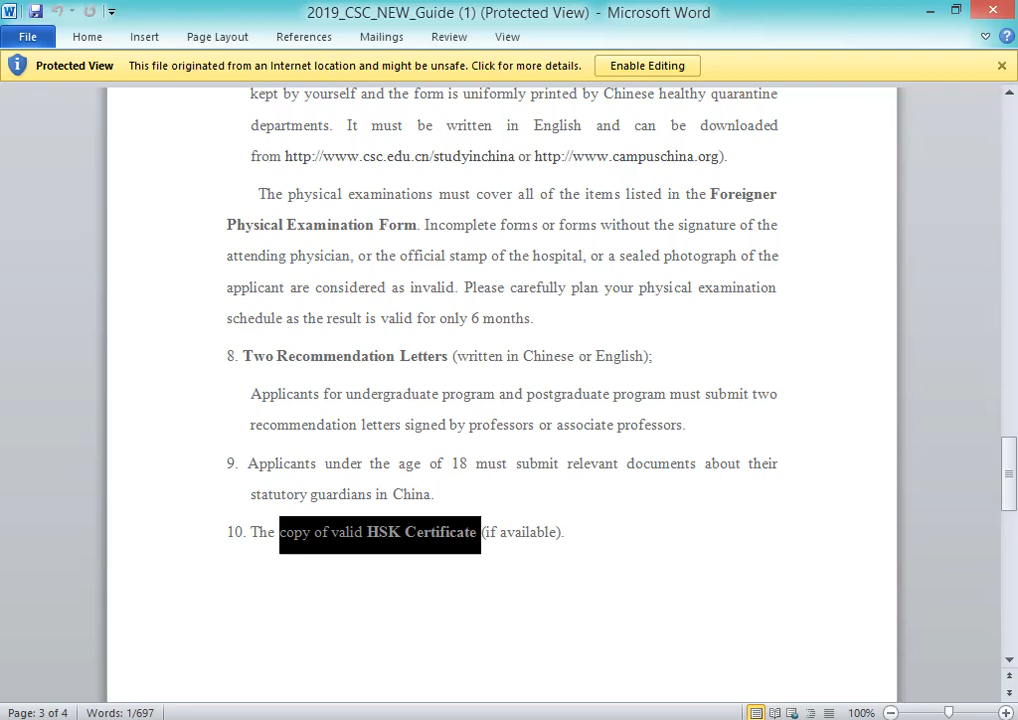 2019_CSC_NEW_Guide (1) (Protected View) - Microsoft Word
File Home Insert Page Layout References Mailings Review View
Protected View This file originated from an Internet location and might be unsafe. Click for more details. Enable Editing
kept by yourself and the form is uniformly printed by Chinese healthy quarantine
departments. It must be written in English and can be downloaded
from http://www.csc.edu.cn/studyinchina or http://www.campuschina.org).
The physical examinations must cover all of the items listed in the Foreigner
Physical Examination Form. Incomplete forms or forms without the signature of the
attending physician, or the official stamp of the hospital, or a sealed photograph of the
applicant are considered as invalid. Please carefully plan your physical examination
schedule as the result is valid for only 6 months.
8. Two Recommendation Letters (written in Chinese or English);
Applicants for undergraduate program and postgraduate program must submit two
recommendation letters signed by professors or associate professors.
9. Applicants under the age of 18 must submit relevant documents about their
statutory guardians in China.
10. The copy of valid HSK Certificate (if available).
Page: 3 of 4 Words: 1/697 100%